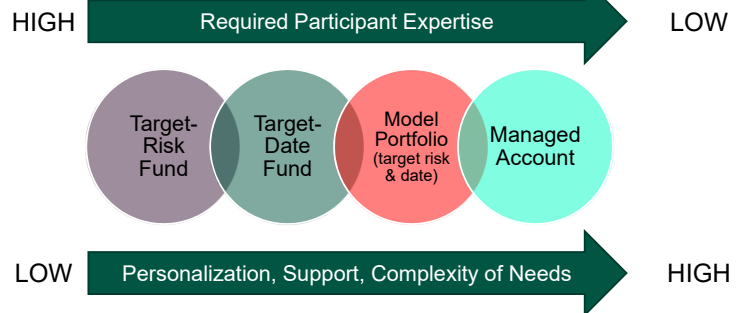 HIGH
Required Participant Expertise
LOW
Target-
Risk
Fund
Target-
Date
Fund
Model
Portfolio
(target risk
& date)
Managed
Account
LOW
Personalization, Support, Complexity of Needs
HIGH